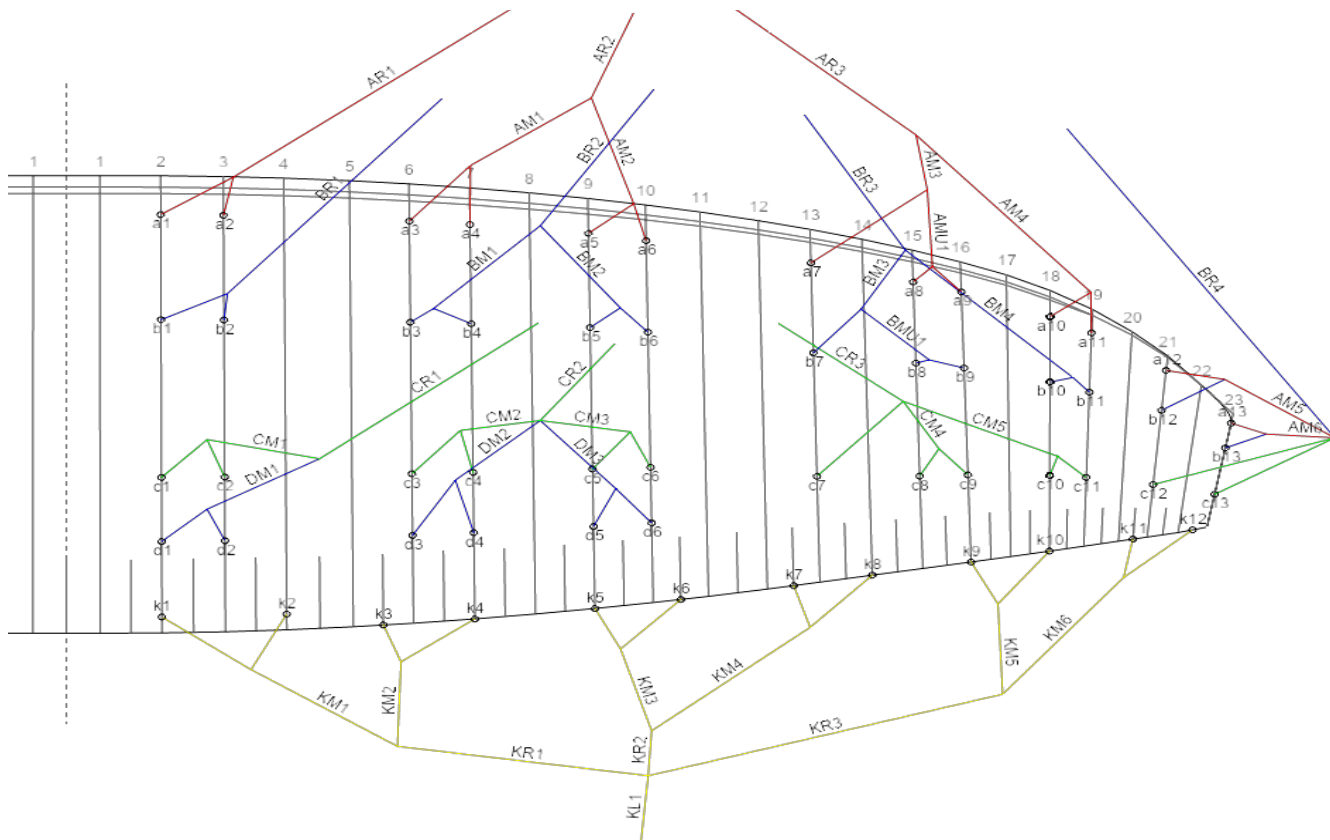 AR1
AR2
AR3
AM1
AM2
BR2
AM3
BR3
AM4
AMU1
BR4
1
1
2
3
4
5
6
7
8
9
10
11
12
13
14
15
16
17
18
19
20
21
22
23
BR1
a1
a2
a3
a4
a5
a6
a7
a8
a9
a10
a11
a12
a13
BM1
BM2
BM3
BM4
BMU1
AM5
AM6
b1
b2
b3
b4
b5
b6
b7
b8
b9
b10
b11
b12
b13
CR1
CR2
CR3
CM1
CM2
CM3
CM4
CM5
DM1
DM2
DM3
c1
c2
c3
c4
c5
c6
c7
c8
c9
c10
c11
c12
c13
d1
d2
d3
d4
d5
d6
k1
k2
k3
k4
k5
k6
k7
k8
k9
k10
k11
k12
KM1
KM2
KM3
KM4
KM5
KM6
KR1
KR2
KR3
KL1